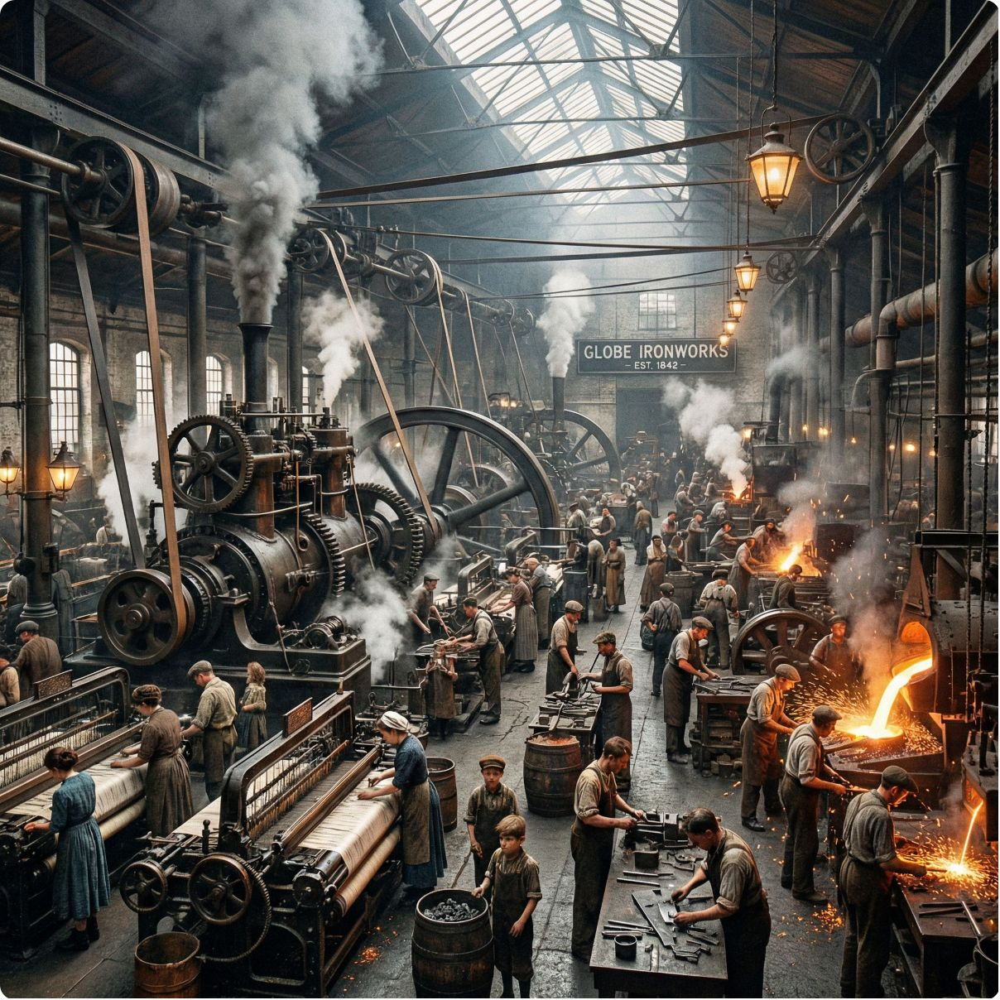 GLOBE IRONWORKS
– EST. 1842 –